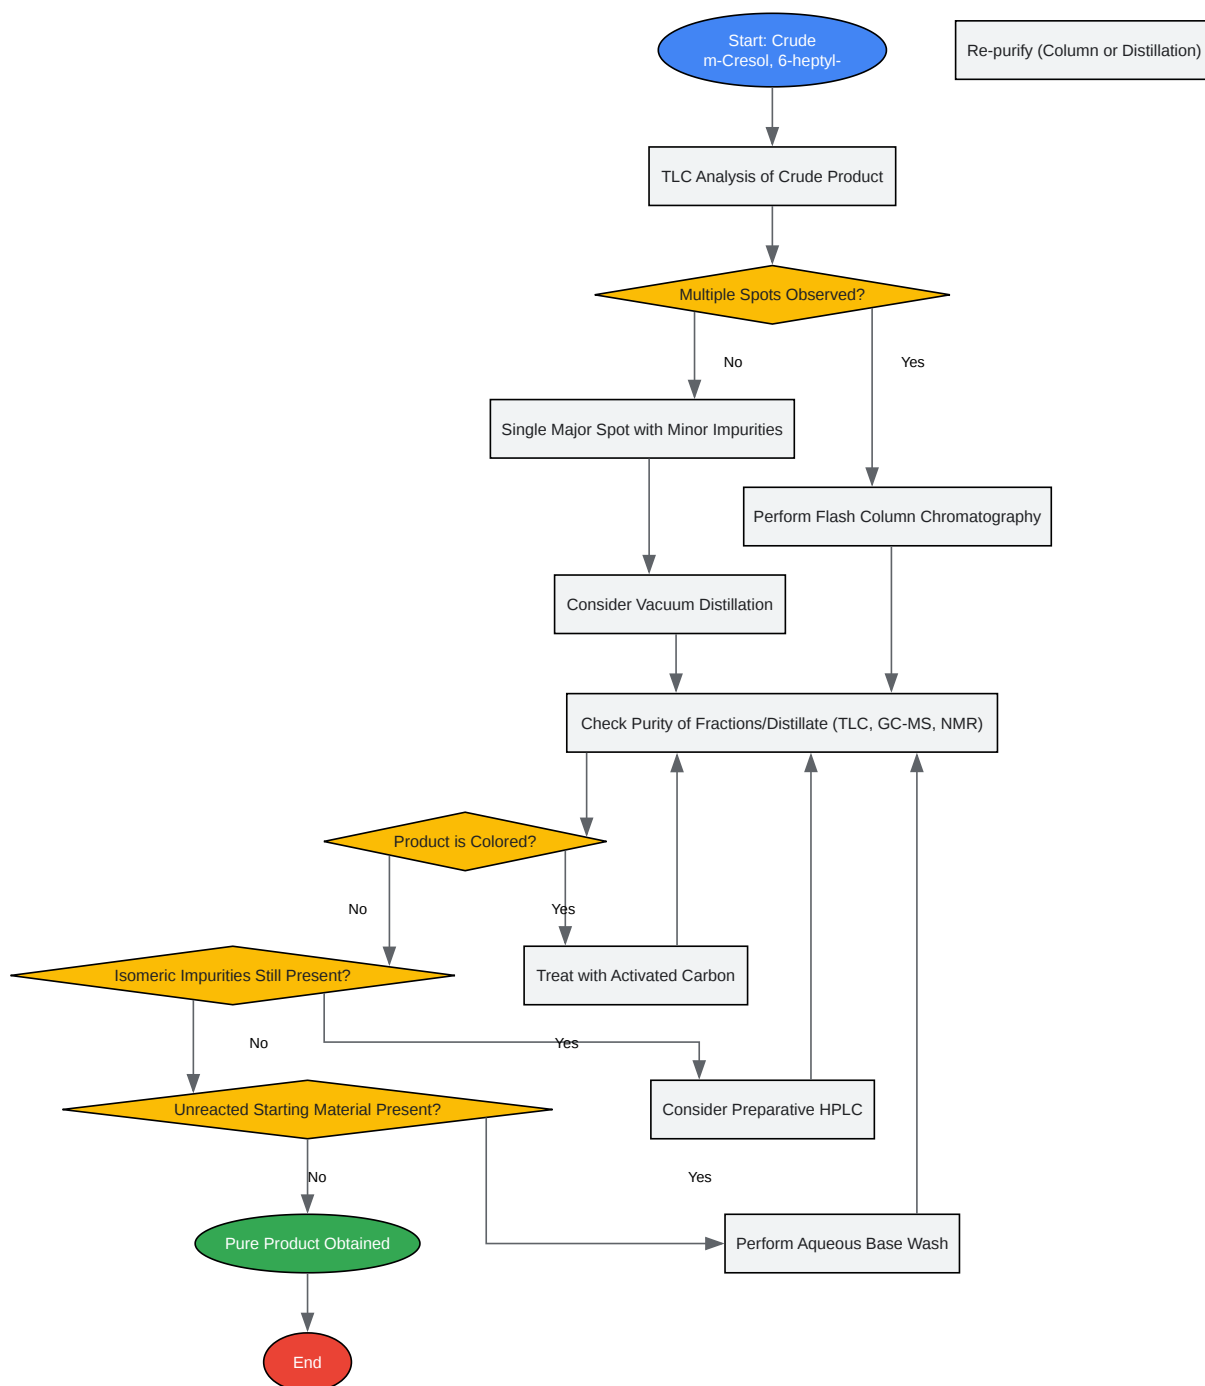 Start: Crude
m-Cresol, 6-heptyl-
Re-purify (Column or Distillation)
TLC Analysis of Crude Product
Multiple Spots Observed?
No
Yes
Single Major Spot with Minor Impurities
Perform Flash Column Chromatography
Consider Vacuum Distillation
Check Purity of Fractions/Distillate (TLC, GC-MS, NMR)
Product is Colored?
No
Yes
Isomeric Impurities Still Present?
Treat with Activated Carbon
No
Yes
Unreacted Starting Material Present?
Consider Preparative HPLC
No
Yes
Pure Product Obtained
Perform Aqueous Base Wash
End